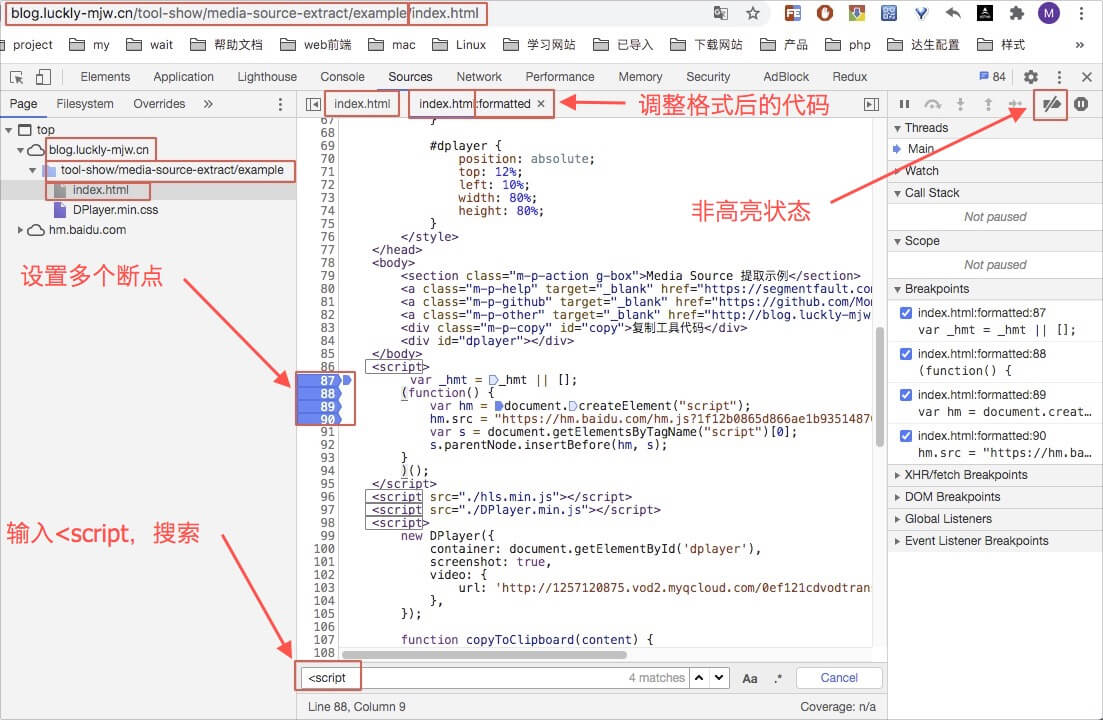 blog.luckly-mjw.cn/tool-show/media-source-extract/example/index.html
M
project my wait 帮助文档 web前端 mac Linux 学习网站 已导入 下载网站 产品 php 达生配置 样式 »
Elements Application Lighthouse Console Sources Network Performance Memory Security AdBlock Redux 84
Page Filesystem Overrides »
index.html index.html:formatted ×
调整格式后的代码
top
blog.luckly-mjw.cn
tool-show/media-source-extract/example
index.html
DPlayer.min.css
hm.baidu.com
设置多个断点
输入<script，搜索
67 }
68
69 #dplayer {
70 position: absolute;
71 top: 12%;
72 left: 10%;
73 width: 80%;
74 height: 80%;
75 }
76 </style>
77 </head>
78 <body>
79 <section class="m-p-action g-box">Media Source 提取示例</section>
80 <a class="m-p-help" target="_blank" href="https://segmentfault.com
81 <a class="m-p-github" target="_blank" href="https://github.com/Mom
82 <a class="m-p-other" target="_blank" href="http://blog.luckly-mjw
83 <div class="m-p-copy" id="copy">复制工具代码</div>
84 <div id="dplayer"></div>
85 </body>
86 <script>
87 var _hmt = _hmt || [];
88 (function() {
89 var hm = document.createElement("script");
90 hm.src = "https://hm.baidu.com/hm.js?1f12b0865d866ae1b9351487
91 var s = document.getElementsByTagName("script")[0];
92 s.parentNode.insertBefore(hm, s);
93 }
94 )();
95 </script>
96 <script src="./hls.min.js"></script>
97 <script src="./DPlayer.min.js"></script>
98 <script>
99 new DPlayer({
100 container: document.getElementById('dplayer'),
101 screenshot: true,
102 video: {
103 url: 'http://1257120875.vod2.myqcloud.com/0ef121cdvodtran
104 },
105 });
106
107 function copyToClipboard(content) {
108
<script 4 matches Aa .* Cancel
Line 88, Column 9 Coverage: n/a
非高亮状态
Threads
Main
Watch
Call Stack
Not paused
Scope
Not paused
Breakpoints
index.html:formatted:87
var _hmt = _hmt || [];
index.html:formatted:88
(function() {
index.html:formatted:89
var hm = document.creat…
index.html:formatted:90
hm.src = "https://hm.ba…
XHR/fetch Breakpoints
DOM Breakpoints
Global Listeners
Event Listener Breakpoints